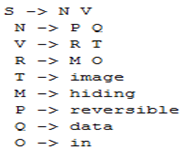 S -> N V
N -> P Q
V -> R T
R -> M O
T -> image
M -> hiding
P -> reversible
Q -> data
O -> in